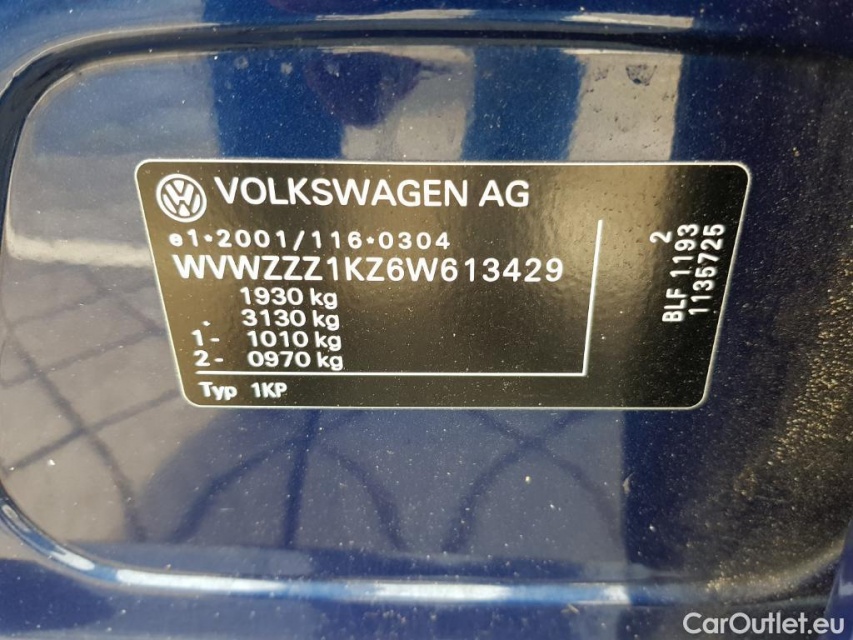 VOLKSWAGEN AG
e1*2001/116*0304
WVWZZZ1KZ6W613429
1930 kg
3130 kg
1- 1010 kg
2- 0970 kg
Typ 1KP
2
BLF 1193
1135725
CarOutlet.eu